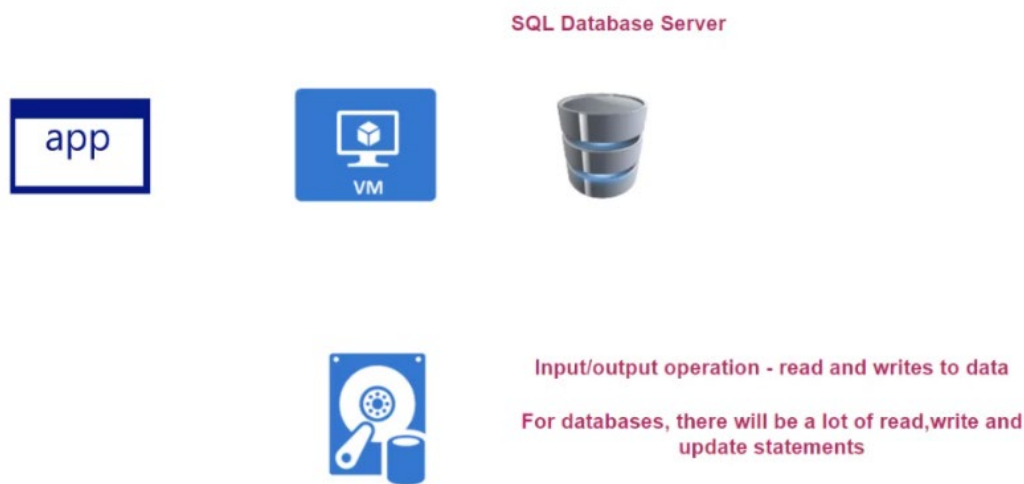 SQL Database Server
app
VM
Input/output operation - read and writes to data
For databases, there will be a lot of read,write and
update statements